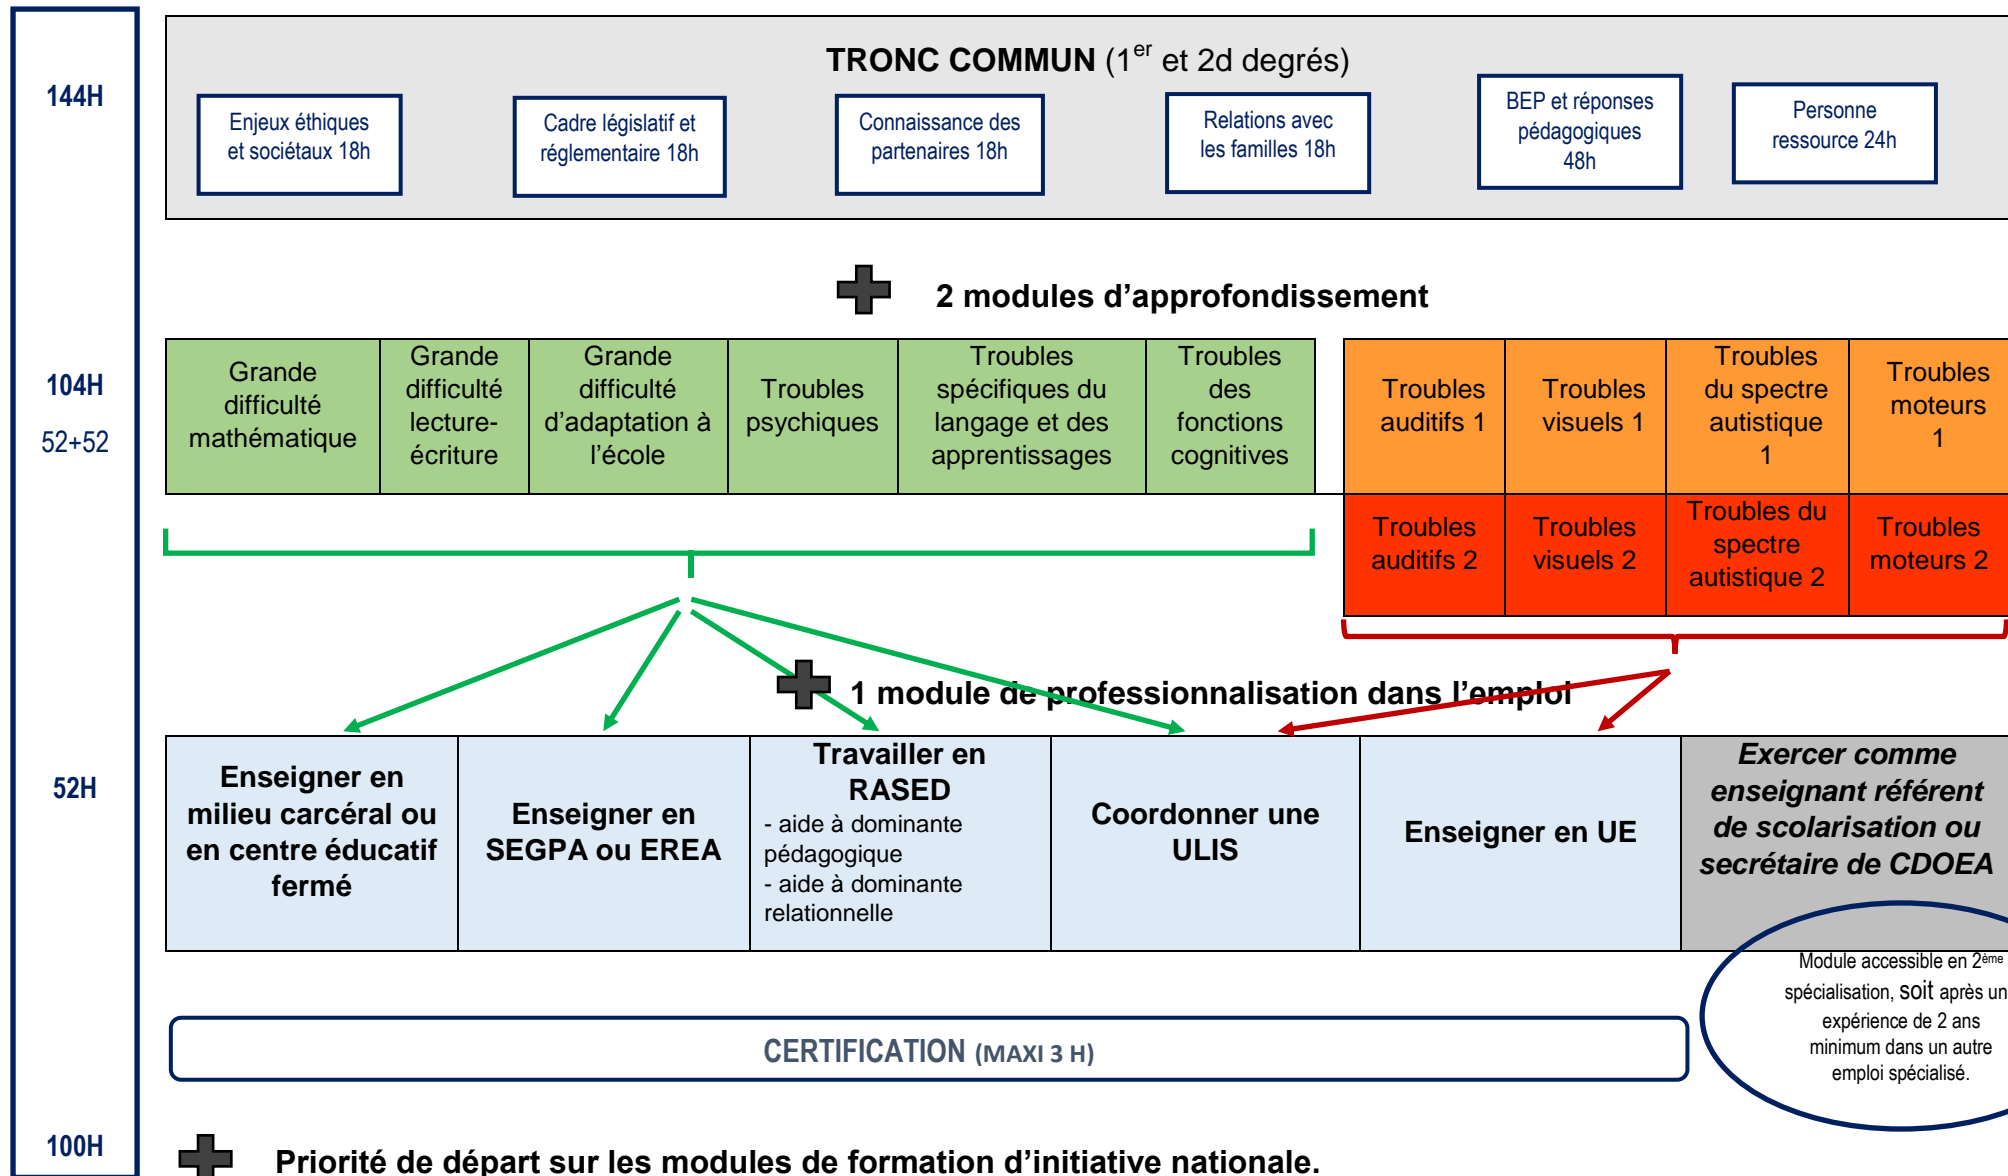 TRONC COMMUN (1er et 2d degrés)
144H
Enjeux éthiques
et sociétaux 18h
Cadre législatif et
réglementaire 18h
Connaissance des
partenaires 18h
Relations avec
les familles 18h
BEP et réponses
pédagogiques
48h
Personne
ressource 24h
2 modules d’approfondissement
104H
52+52
Grande
difficulté
mathématique
Grande
difficulté
lecture-
écriture
Grande
difficulté
d’adaptation à
l’école
Troubles
psychiques
Troubles
spécifiques du
langage et des
apprentissages
Troubles
des
fonctions
cognitives
Troubles
auditifs 1
Troubles
visuels 1
Troubles
du spectre
autistique
1
Troubles
moteurs
1
Troubles
auditifs 2
Troubles
visuels 2
Troubles du
spectre
autistique 2
Troubles
moteurs 2
1 module de professionnalisation dans l’emploi
52H
Enseigner en
milieu carcéral ou
en centre éducatif
fermé
Enseigner en
SEGPA ou EREA
Travailler en
RASED
- aide à dominante
pédagogique
- aide à dominante
relationnelle
Coordonner une
ULIS
Enseigner en UE
Exercer comme
enseignant référent
de scolarisation ou
secrétaire de CDOEA
Module accessible en 2ème
spécialisation, soit après un
expérience de 2 ans
minimum dans un autre
emploi spécialisé.
CERTIFICATION (MAXI 3 H)
100H
Priorité de départ sur les modules de formation d’initiative nationale.